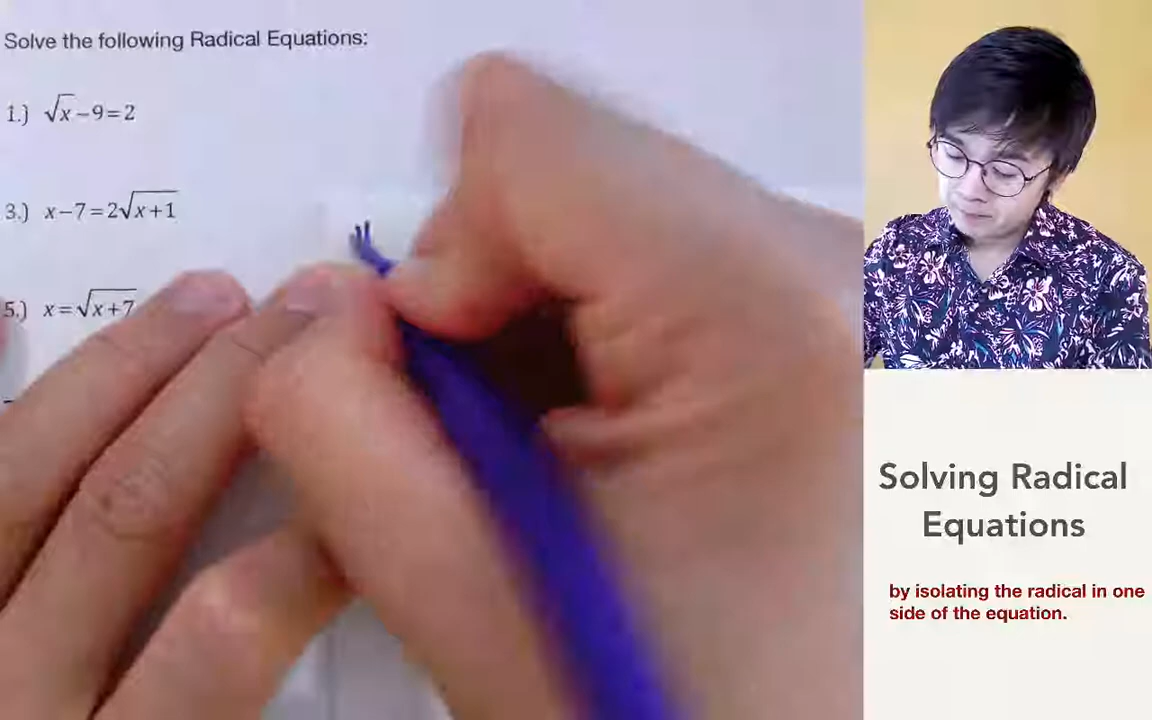 Solve the following Radical Equations:
1.) √x−9=2
3.) x−7=2√x+1
5.) x=√x+7
Solving Radical
Equations
by isolating the radical in one
side of the equation.